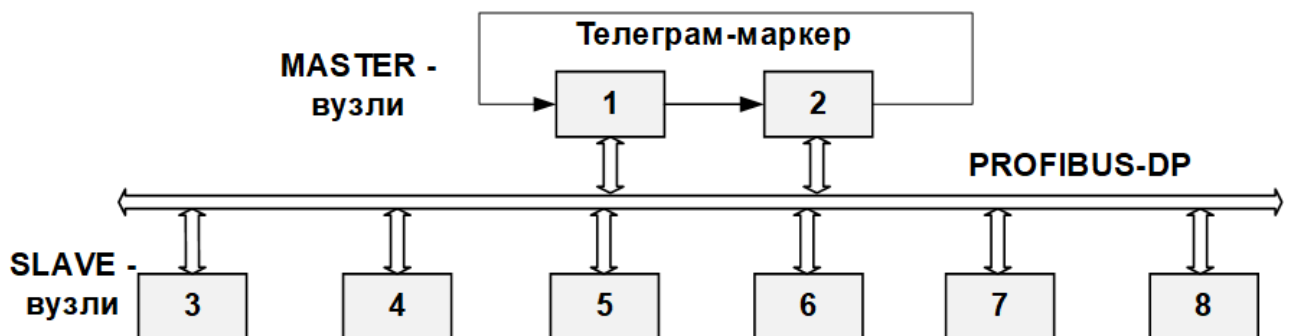 Телеграм-маркер
MASTER -
вузли
1
2
PROFIBUS-DP
SLAVE -
вузли
3
4
5
6
7
8